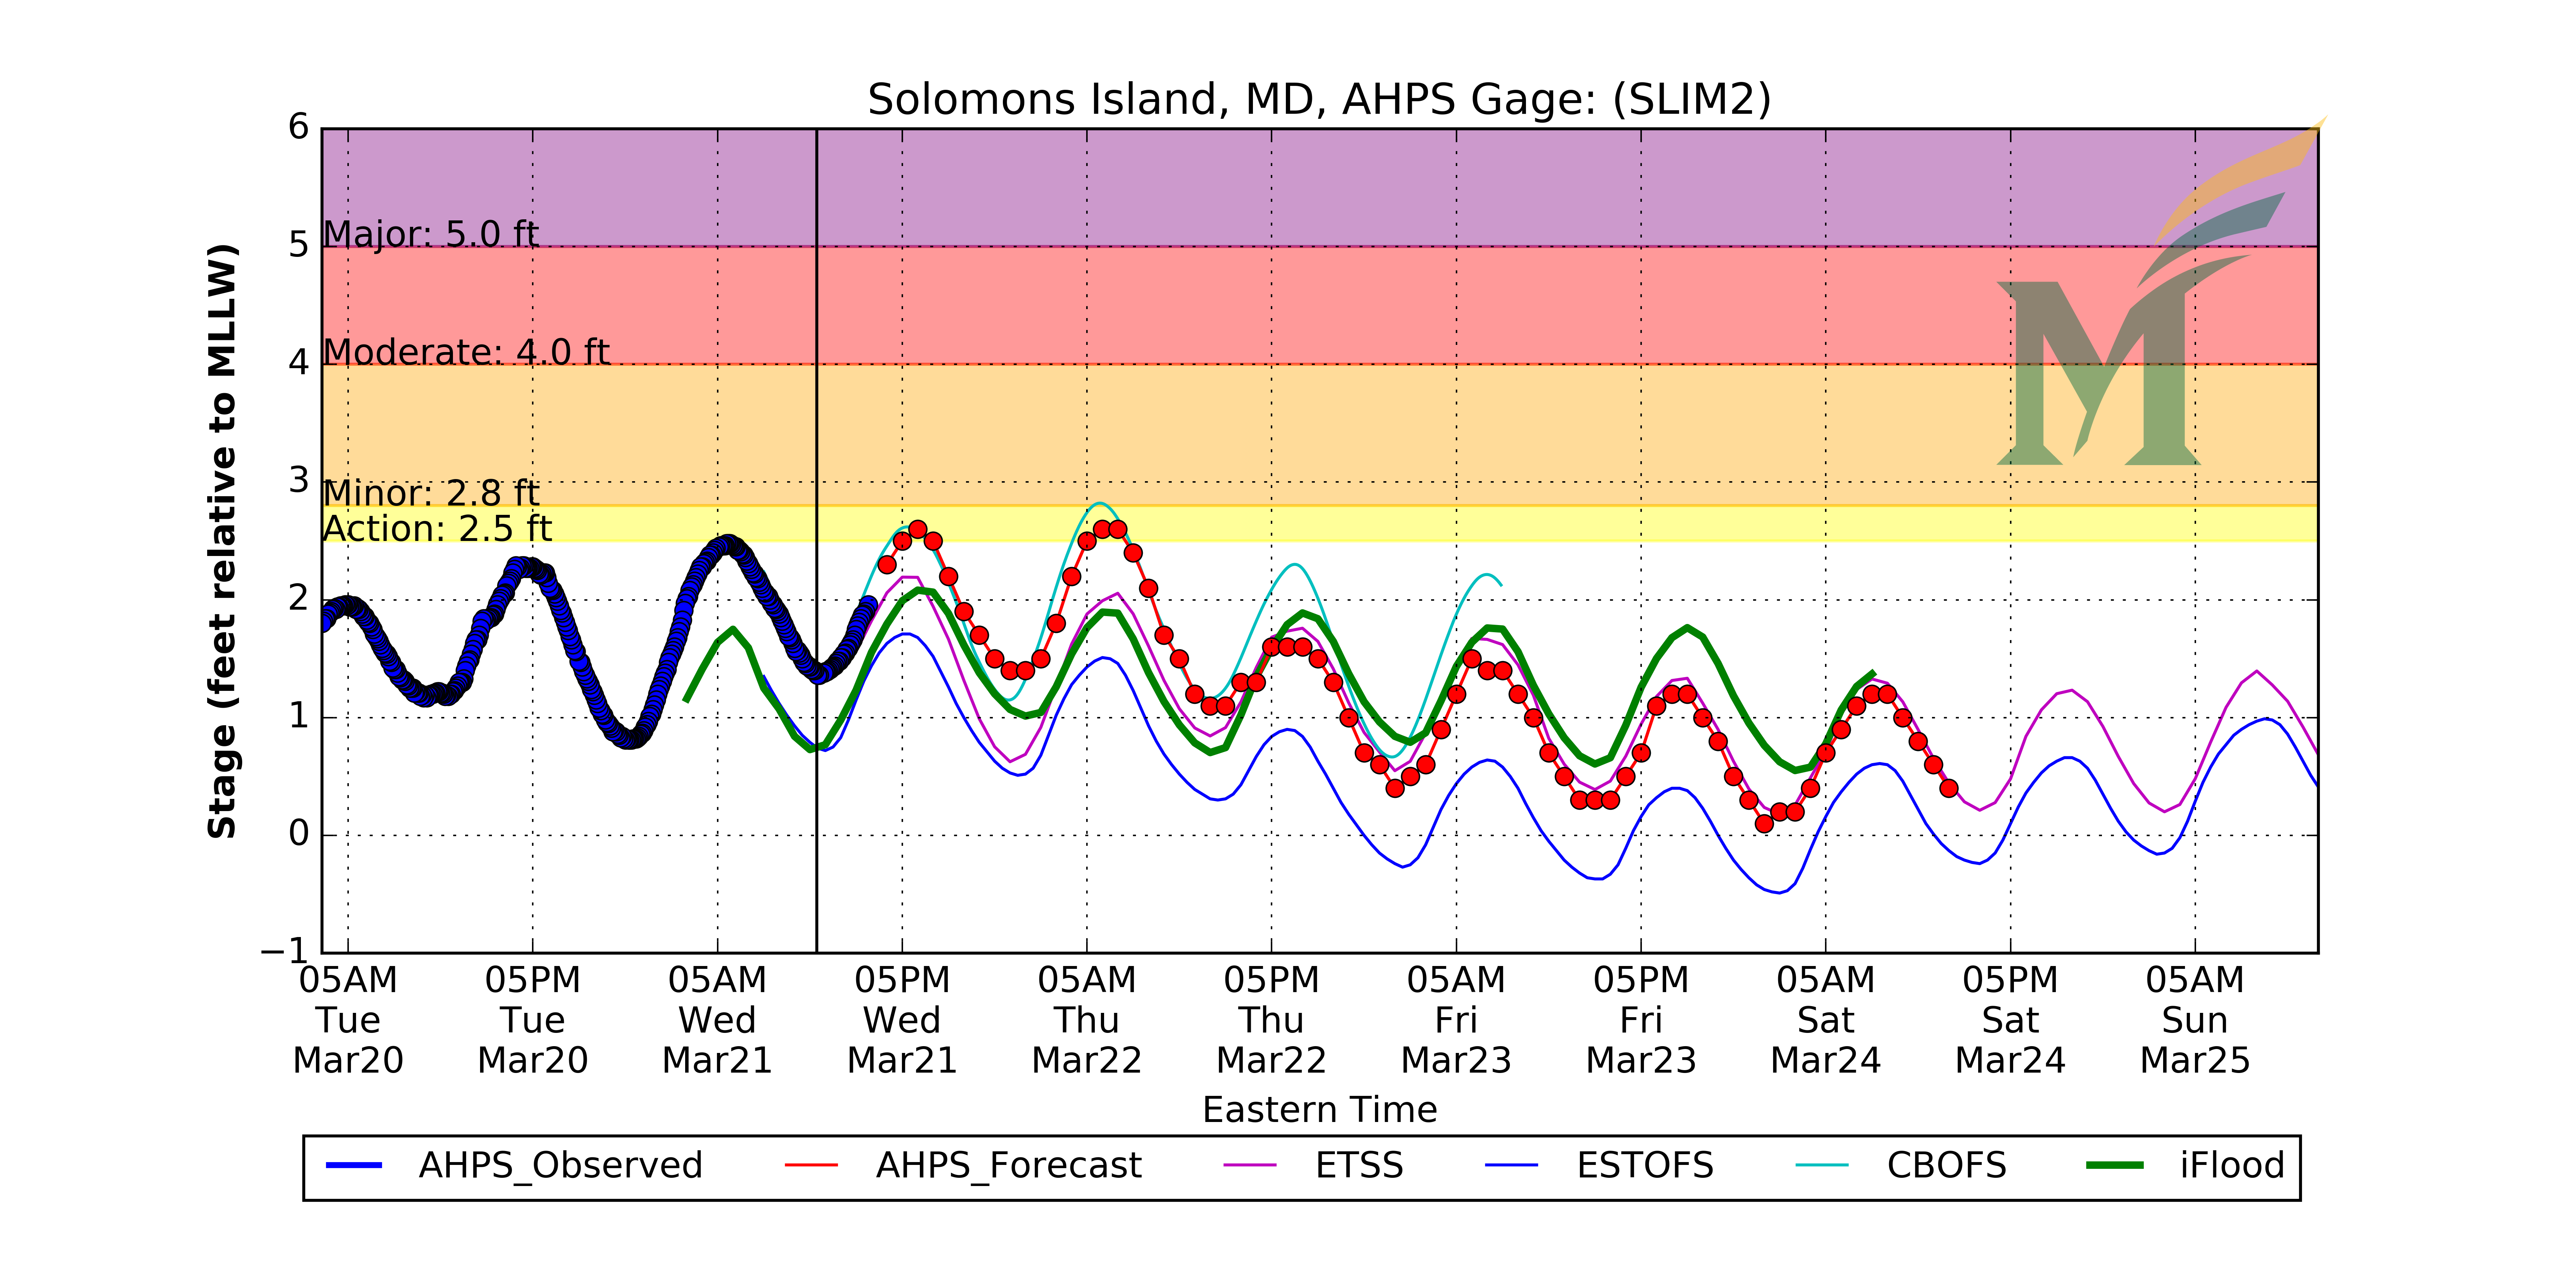 Solomons Island, MD, AHPS Gage: (SLIM2)
Stage (feet relative to MLLW)
6
5
4
3
2
1
0
−1
Major: 5.0 ft
Moderate: 4.0 ft
Minor: 2.8 ft
Action: 2.5 ft
05AM 05PM 05AM 05PM 05AM 05PM 05AM 05PM 05AM 05PM 05AM
Tue Tue Wed Wed Thu Thu Fri Fri Sat Sat Sun
Mar20 Mar20 Mar21 Mar21 Mar22 Mar22 Mar23 Mar23 Mar24 Mar24 Mar25
Eastern Time
AHPS_Observed AHPS_Forecast ETSS ESTOFS CBOFS iFlood